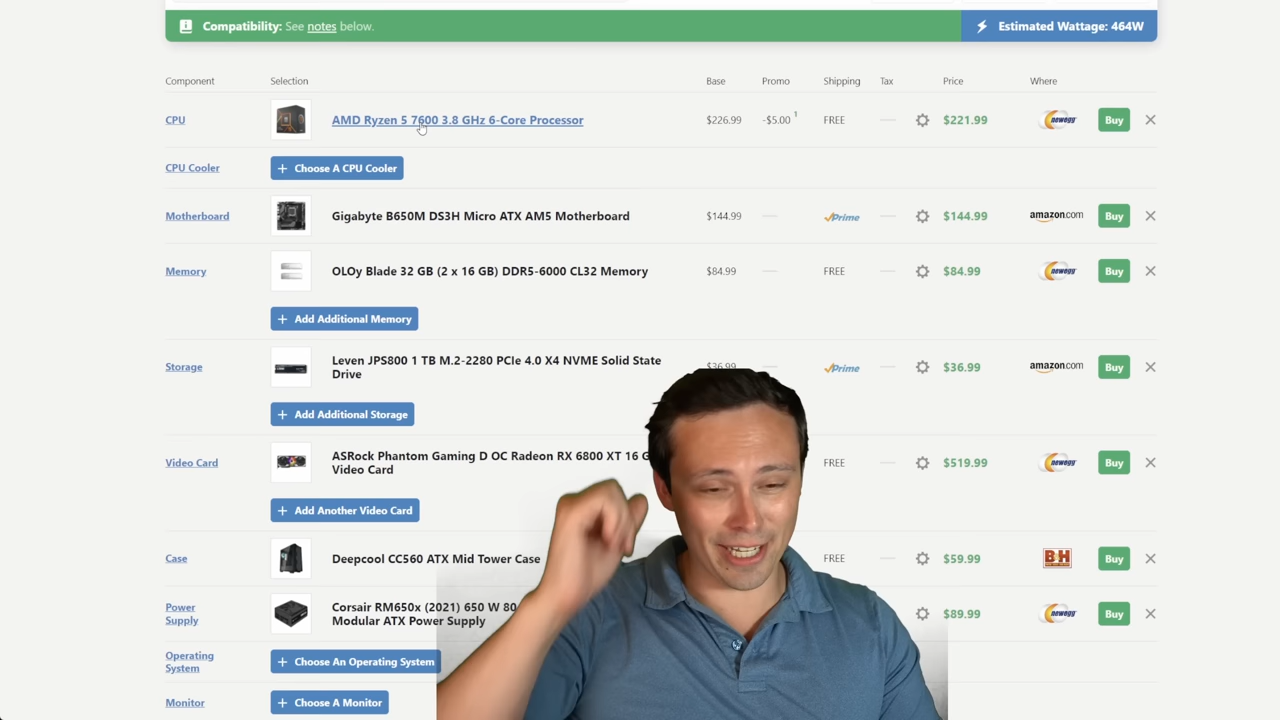 Compatibility: See notes below.
Estimated Wattage: 464W
Component Selection Base Promo Shipping Tax Price Where
CPU AMD Ryzen 5 7600 3.8 GHz 6-Core Processor $226.99 -$5.00 1 FREE — $221.99 newegg Buy
CPU Cooler + Choose A CPU Cooler
Motherboard Gigabyte B650M DS3H Micro ATX AM5 Motherboard $144.99 — Prime — $144.99 amazon.com Buy
Memory OLOy Blade 32 GB (2 x 16 GB) DDR5-6000 CL32 Memory $84.99 — FREE — $84.99 newegg Buy
+ Add Additional Memory
Storage Leven JPS800 1 TB M.2-2280 PCIe 4.0 X4 NVME Solid State $36.99 — Prime — $36.99 amazon.com Buy
Drive
+ Add Additional Storage
Video Card ASRock Phantom Gaming D OC Radeon RX 6800 XT 16 FREE — $519.99 newegg Buy
Video Card
+ Add Another Video Card
Case Deepcool CC560 ATX Mid Tower Case FREE — $59.99 B&H Buy
Power Corsair RM650x (2021) 650 W 80 $89.99 newegg Buy
Supply Modular ATX Power Supply
Operating + Choose An Operating System
System
Monitor + Choose A Monitor